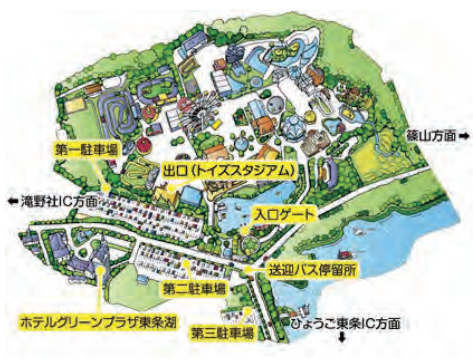 篠山方面→
第一駐車場
出口（トイズスタジアム）
←滝野社IC方面
入口ゲート
送迎バス停留所
第二駐車場
ホテルグリーンプラザ東条湖
第三駐車場
ひょうご東条IC方面
↓